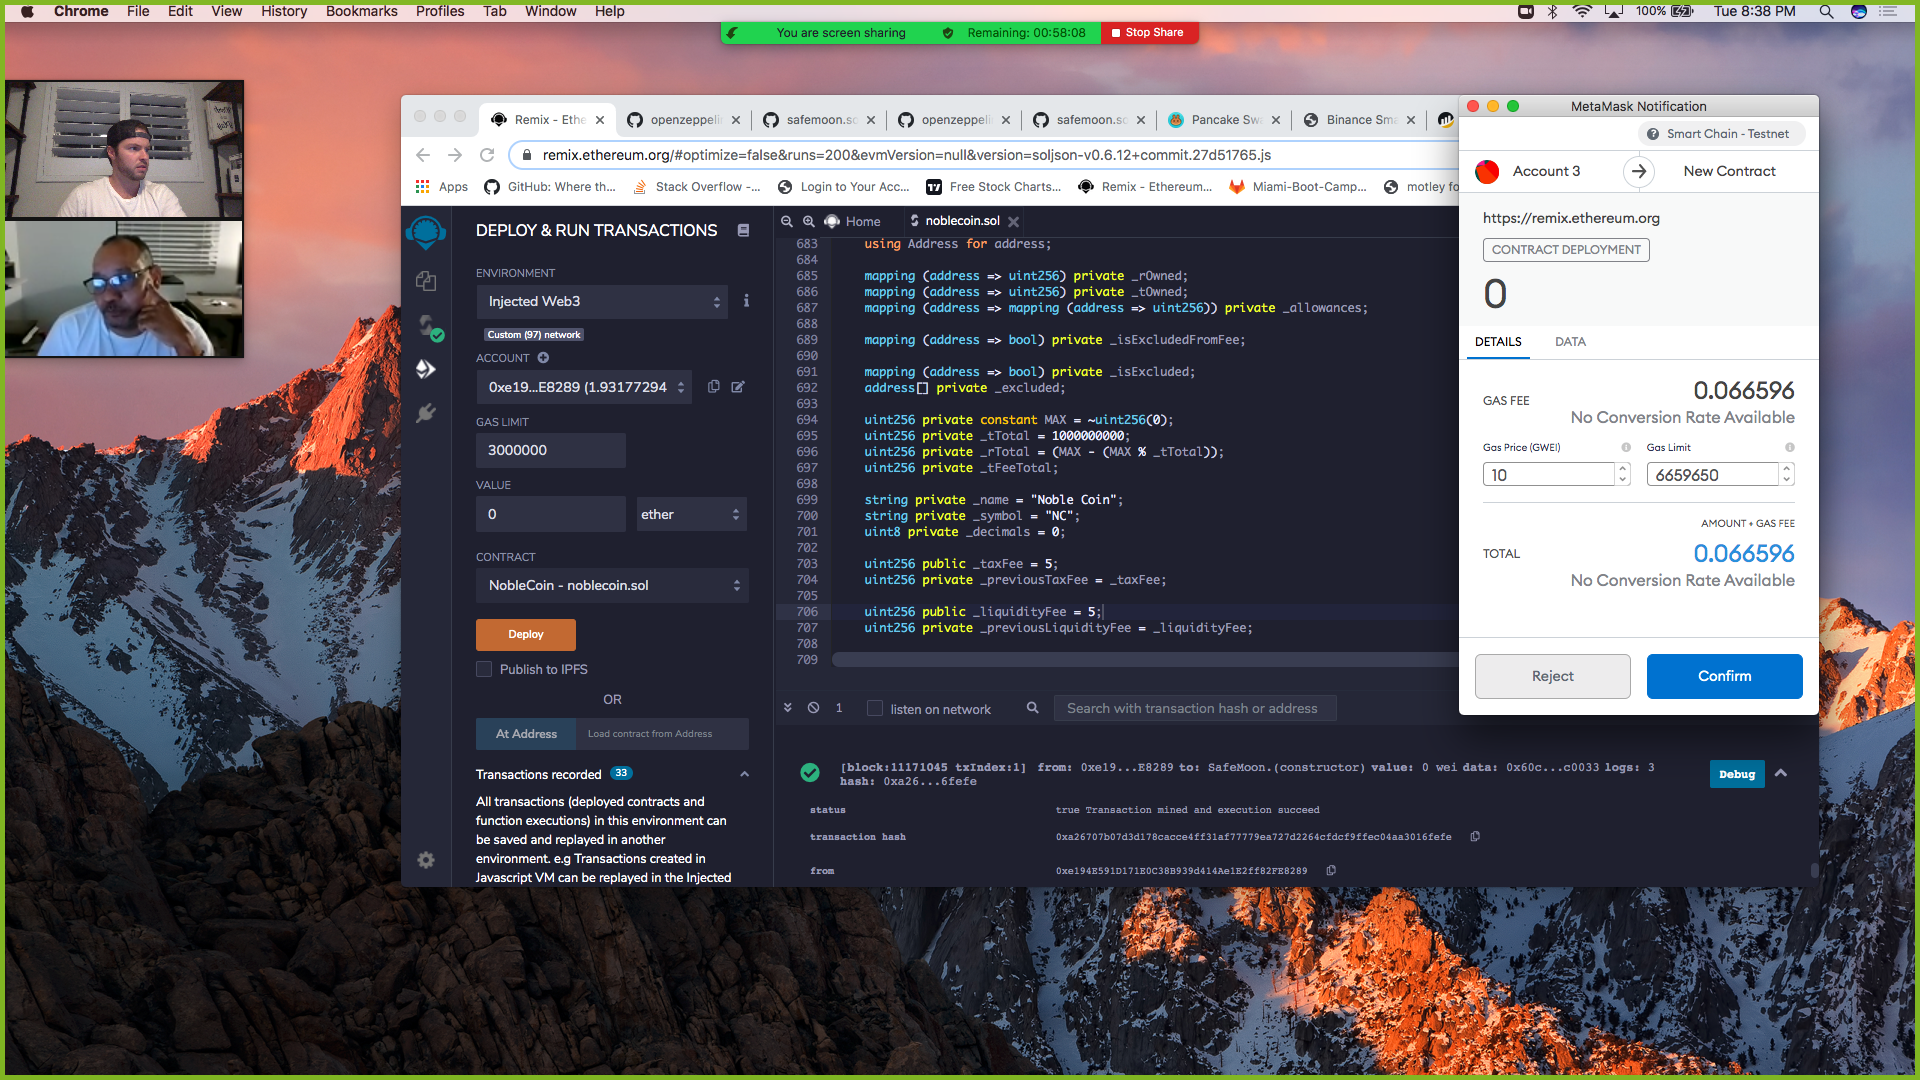 Chrome File Edit View History Bookmarks Profiles Tab Window Help
100% Tue 8:38 PM
You are screen sharing Remaining: 00:58:08 Stop Share
Remix - Ethe openzeppeli safemoon.so openzeppeli safemoon.so Pancake Swa Binance Sma
remix.ethereum.org/#optimize=false&runs=200&evmVersion=null&version=soljson-v0.6.12+commit.27d51765.js
Apps GitHub: Where th... Stack Overflow -... Login to Your Acc... Free Stock Charts... Remix - Ethereum... Miami-Boot-Camp... motley fo
DEPLOY & RUN TRANSACTIONS
ENVIRONMENT
Injected Web3
Custom (97) network
ACCOUNT
0xe19...E8289 (1.93177294
GAS LIMIT
3000000
VALUE
0 ether
CONTRACT
NobleCoin - noblecoin.sol
Deploy
Publish to IPFS
OR
At Address Load contract from Address
Transactions recorded 33
All transactions (deployed contracts and
function executions) in this environment can
be saved and replayed in another
environment. e.g Transactions created in
Javascript VM can be replayed in the Injected
Home noblecoin.sol
683 using Address for address;
684
685 mapping (address => uint256) private _rOwned;
686 mapping (address => uint256) private _tOwned;
687 mapping (address => mapping (address => uint256)) private _allowances;
688
689 mapping (address => bool) private _isExcludedFromFee;
690
691 mapping (address => bool) private _isExcluded;
692 address[] private _excluded;
693
694 uint256 private constant MAX = ~uint256(0);
695 uint256 private _tTotal = 1000000000;
696 uint256 private _rTotal = (MAX - (MAX % _tTotal));
697 uint256 private _tFeeTotal;
698
699 string private _name = "Noble Coin";
700 string private _symbol = "NC";
701 uint8 private _decimals = 0;
702
703 uint256 public _taxFee = 5;
704 uint256 private _previousTaxFee = _taxFee;
705
706 uint256 public _liquidityFee = 5;
707 uint256 private _previousLiquidityFee = _liquidityFee;
708
709
1 listen on network Search with transaction hash or address
[block:11171045 txIndex:1] from: 0xe19...E8289 to: SafeMoon.(constructor) value: 0 wei data: 0x60c...c0033 logs: 3
hash: 0xa26...6fefe
Debug
status true Transaction mined and execution succeed
transaction hash 0xa26707b07d3d178cacce4ff31af77779ea727d2264cfdcf9ffec04aa3016fefe
from 0xe194E591D171E0C38B939d414Ae1E2ff82FE8289
MetaMask Notification
Smart Chain - Testnet
Account 3 New Contract
https://remix.ethereum.org
CONTRACT DEPLOYMENT
0
DETAILS DATA
GAS FEE 0.066596
No Conversion Rate Available
Gas Price (GWEI) Gas Limit
10 6659650
AMOUNT + GAS FEE
TOTAL 0.066596
No Conversion Rate Available
Reject Confirm